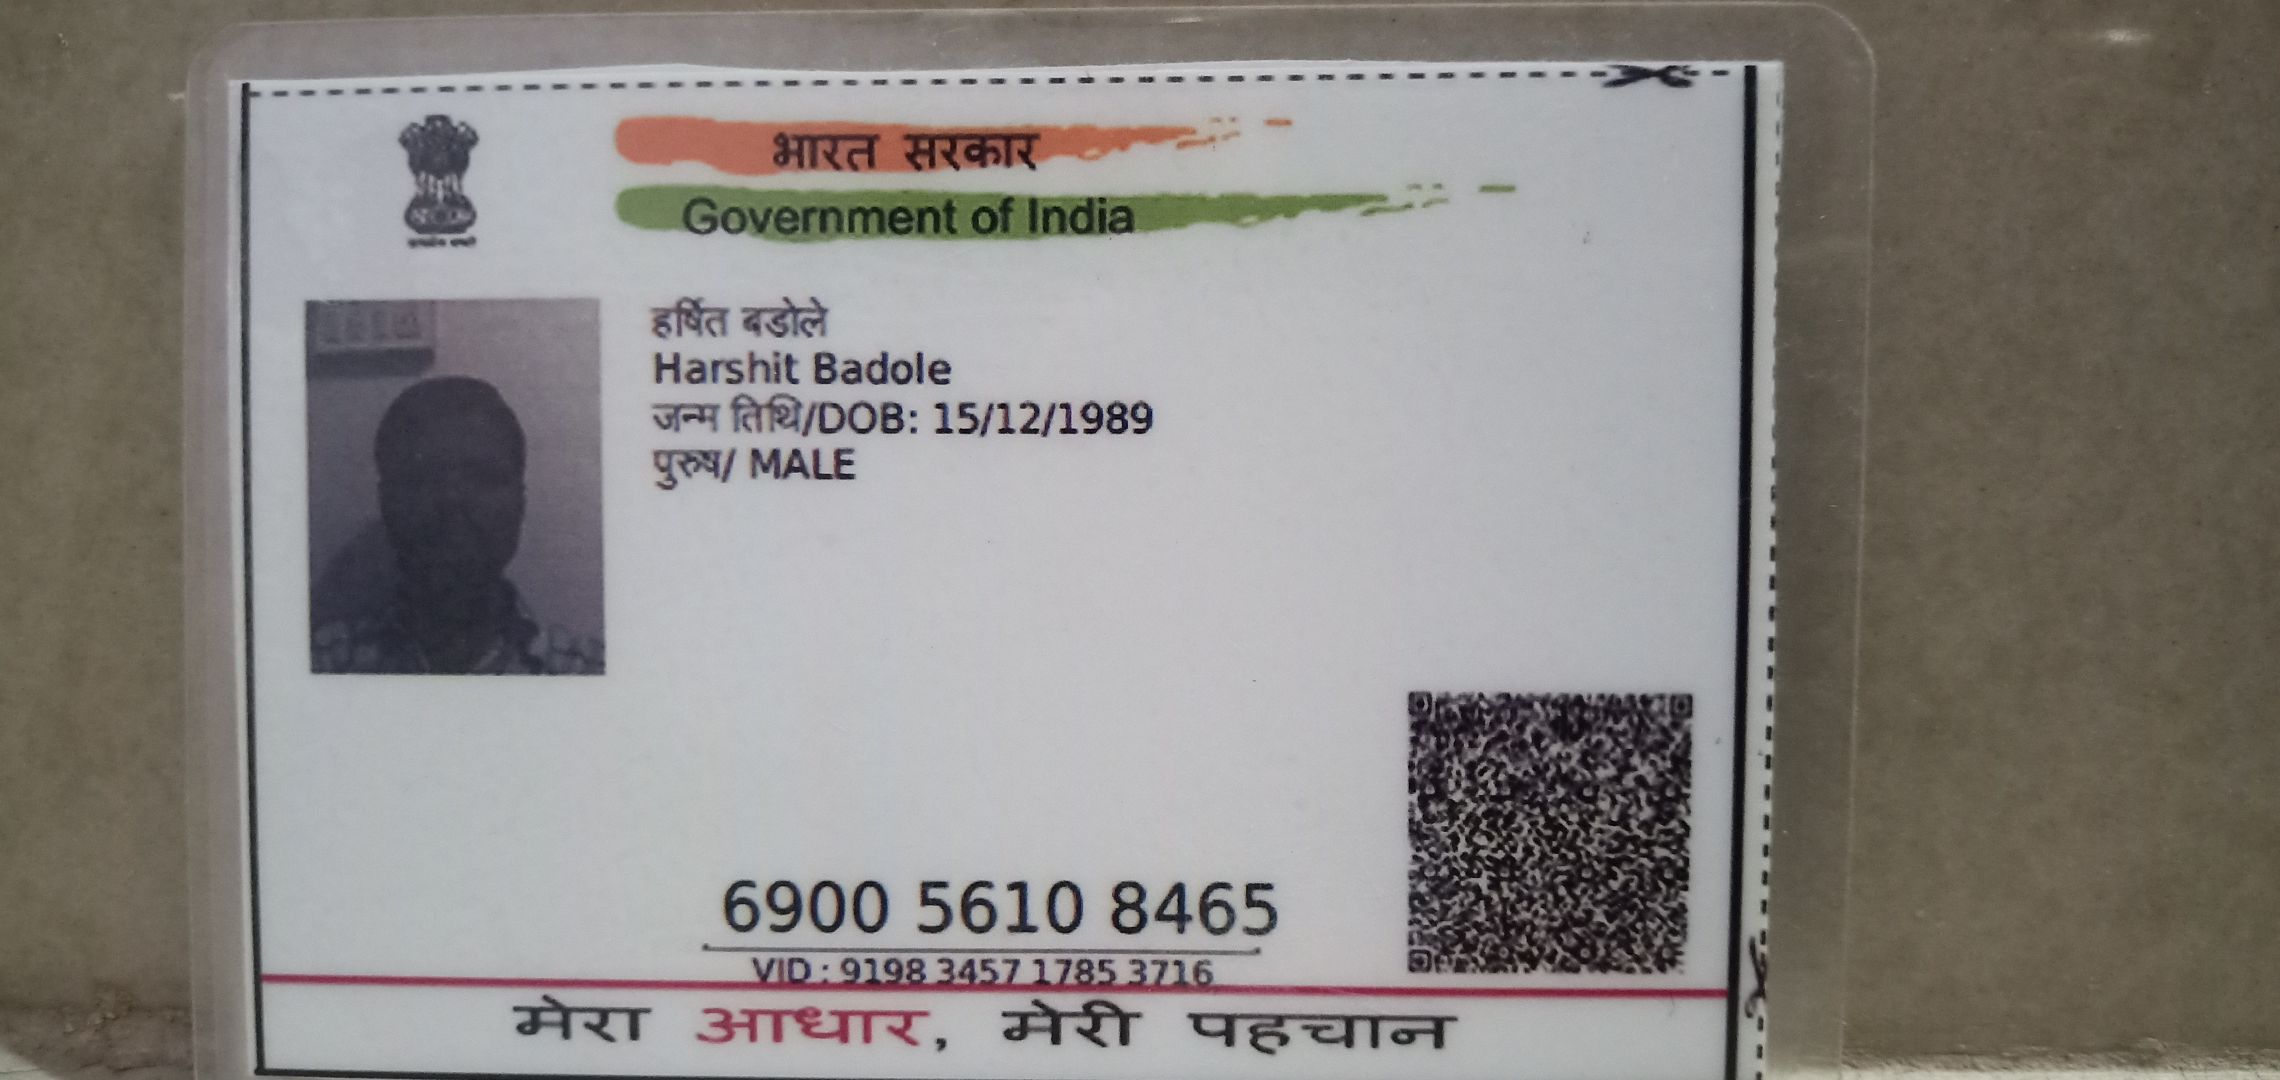 भारत सरकार
Government of India
हर्षित बडोले
Harshit Badole
जन्म तिथि/DOB: 15/12/1989
पुरुष/ MALE
6900 5610 8465
VID : 9198 3457 1785 3716
मेरा आधार, मेरी पहचान